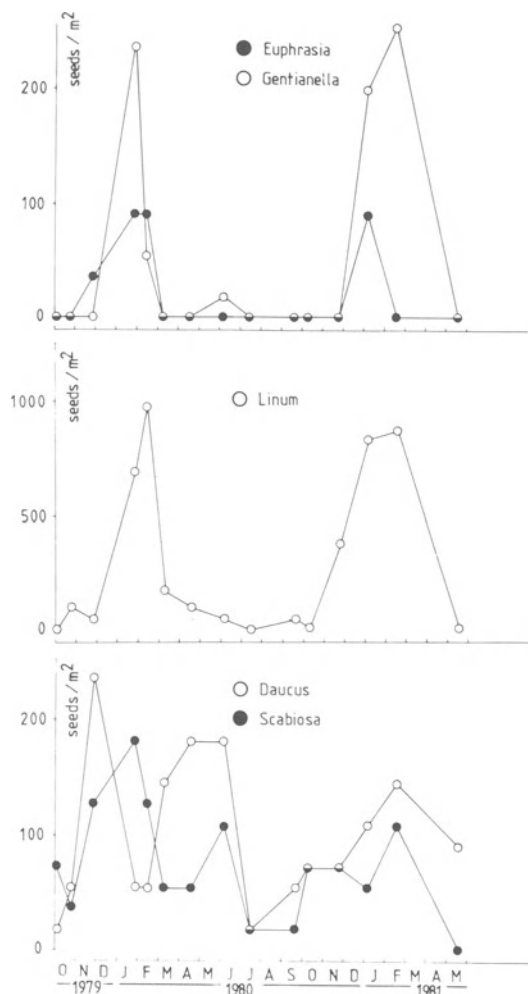 seeds / m²
Euphrasia
Gentianella
200
100
0
seeds / m²
Linum
1000
500
0
seeds / m²
Daucus
Scabiosa
200
100
0
O N D J F M A M J J A S O N D J F M A M
1979 1980 1981